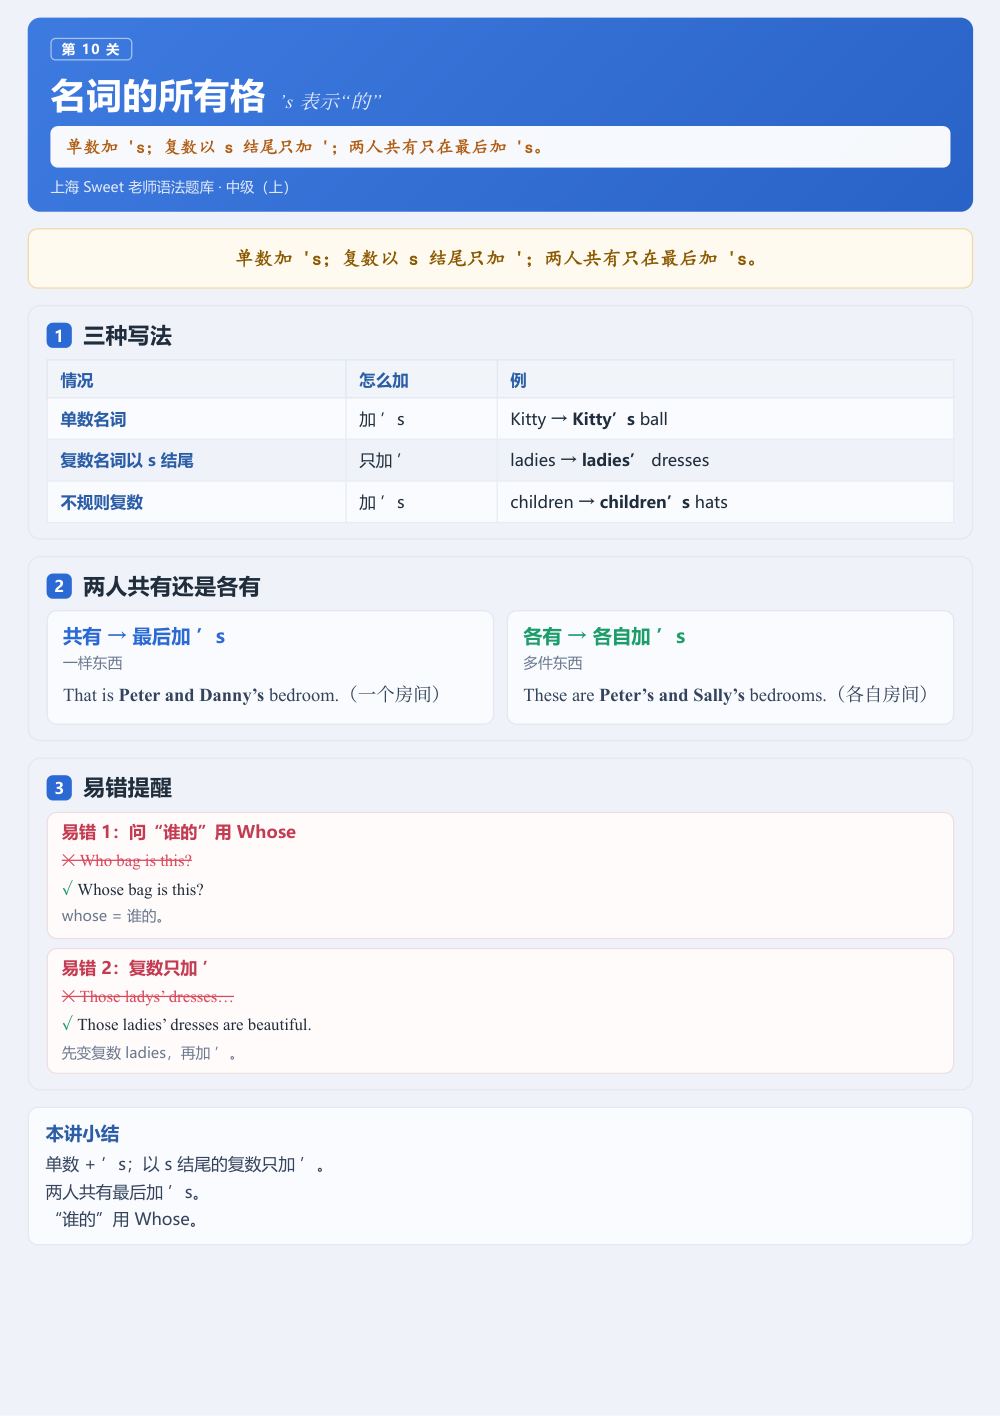 第 10 关
名词的所有格 ’s 表示“的”
单数加 's；复数以 s 结尾只加 '；两人共有只在最后加 's。
上海 Sweet 老师语法题库 · 中级（上）
单数加 's；复数以 s 结尾只加 '；两人共有只在最后加 's。
1 三种写法
情况 怎么加 例
单数名词 加 ’s Kitty → Kitty’s ball
复数名词以 s 结尾 只加 ’ ladies → ladies’ dresses
不规则复数 加 ’s children → children’s hats
2 两人共有还是各有
共有 → 最后加 ’s
一样东西
That is Peter and Danny’s bedroom.（一个房间）
各有 → 各自加 ’s
多件东西
These are Peter’s and Sally’s bedrooms.（各自房间）
3 易错提醒
易错 1：问“谁的”用 Whose
✗ Who bag is this?
√ Whose bag is this?
whose = 谁的。
易错 2：复数只加 ’
✗ Those ladys’ dresses…
√ Those ladies’ dresses are beautiful.
先变复数 ladies，再加 ’。
本讲小结
单数 + ’s；以 s 结尾的复数只加 ’。
两人共有最后加 ’s。
“谁的”用 Whose。